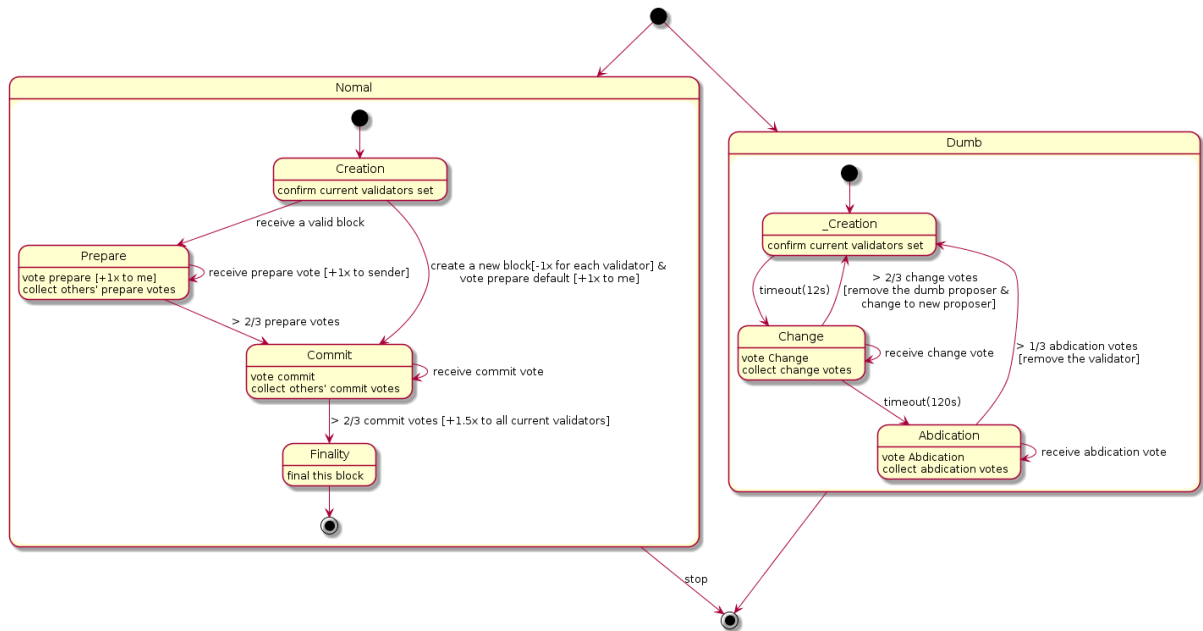 Nomal
Creation
confirm current validators set
receive a valid block
Prepare
vote prepare [+1x to me]
collect others' prepare votes
receive prepare vote [+1x to sender]
create a new block[-1x for each validator] &
vote prepare default [+1x to me]
> 2/3 prepare votes
Commit
vote commit
collect others' commit votes
receive commit vote
> 2/3 commit votes [+1.5x to all current validators]
Finality
final this block
Dumb
_Creation
confirm current validators set
timeout(12s)
> 2/3 change votes
[remove the dumb proposer &
change to new proposer]
Change
vote Change
collect change votes
receive change vote
> 1/3 abdication votes
[remove the validator]
timeout(120s)
Abdication
vote Abdication
collect abdication votes
receive abdication vote
stop